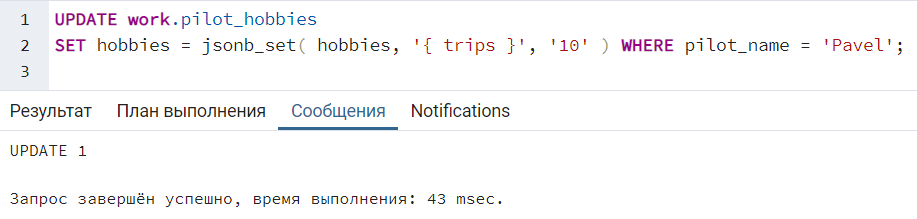 1 UPDATE work.pilot_hobbies
2 SET hobbies = jsonb_set( hobbies, '{ trips }', '10' ) WHERE pilot_name = 'Pavel';
3
Результат План выполнения Сообщения Notifications
UPDATE 1
Запрос завершён успешно, время выполнения: 43 msec.